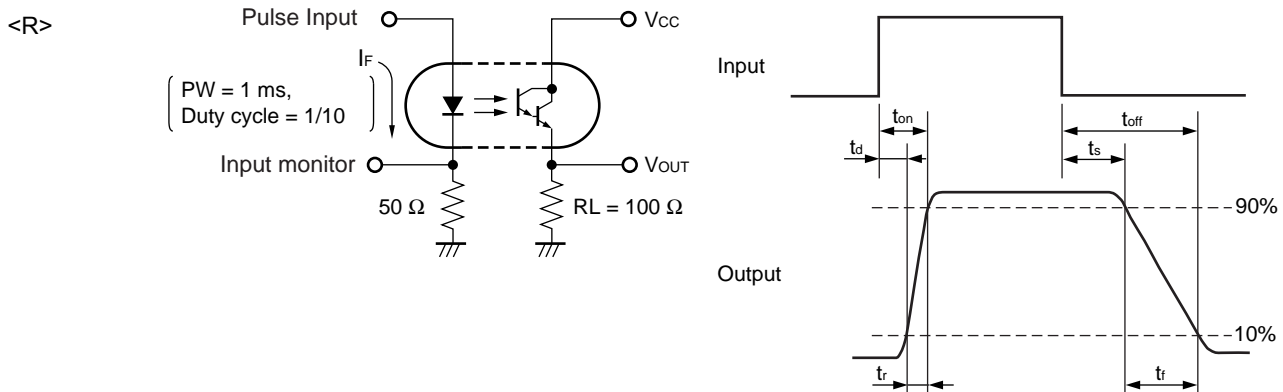 <R>
Pulse Input
VCC
IF
PW = 1 ms,
Duty cycle = 1/10
Input monitor
VOUT
50 Ω
RL = 100 Ω
Input
ton
toff
td
ts
90%
Output
10%
tr
tf